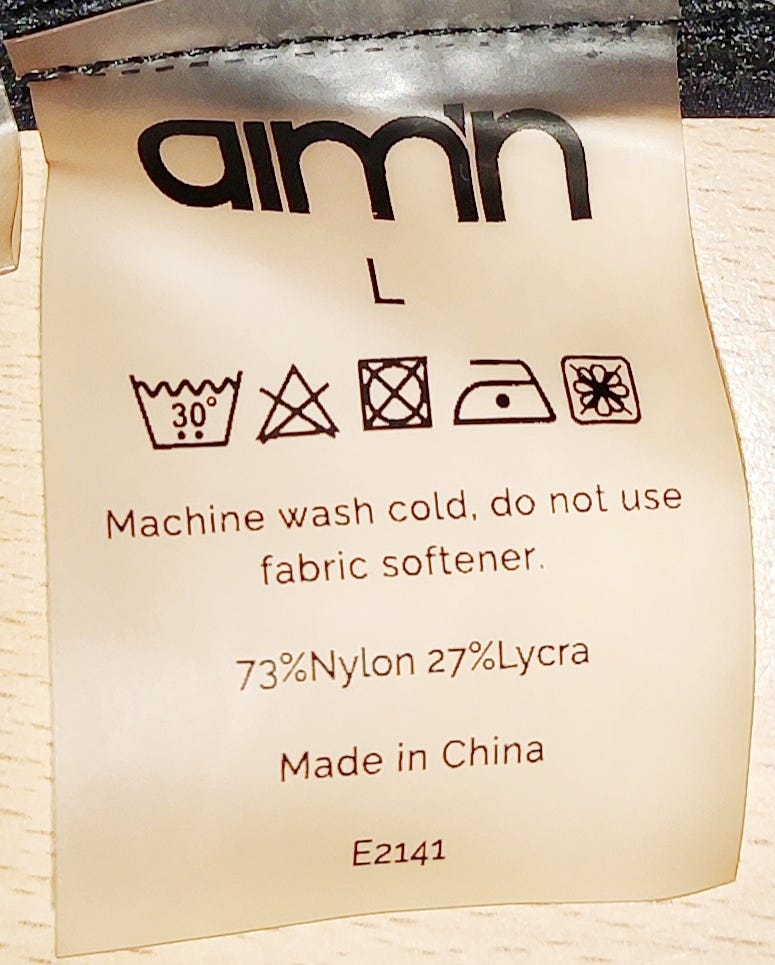 aim'n
L
30°
Machine wash cold, do not use
fabric softener.
73%Nylon 27%Lycra
Made in China
E2141